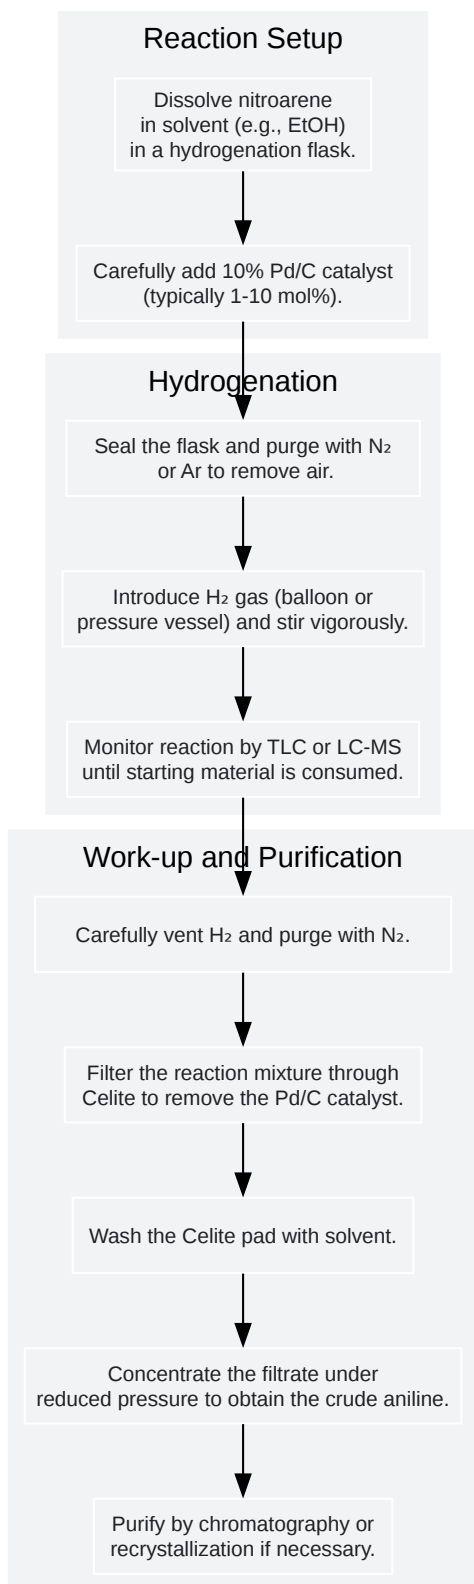 Reaction Setup
Dissolve nitroarene
in solvent (e.g., EtOH)
in a hydrogenation flask.
Carefully add 10% Pd/C catalyst
(typically 1-10 mol%).
Hydrogenation
Seal the flask and purge with N₂
or Ar to remove air.
Introduce H₂ gas (balloon or
pressure vessel) and stir vigorously.
Monitor reaction by TLC or LC-MS
until starting material is consumed.
Work-up and Purification
Carefully vent H₂ and purge with N₂.
Filter the reaction mixture through
Celite to remove the Pd/C catalyst.
Wash the Celite pad with solvent.
Concentrate the filtrate under
reduced pressure to obtain the crude aniline.
Purify by chromatography or
recrystallization if necessary.